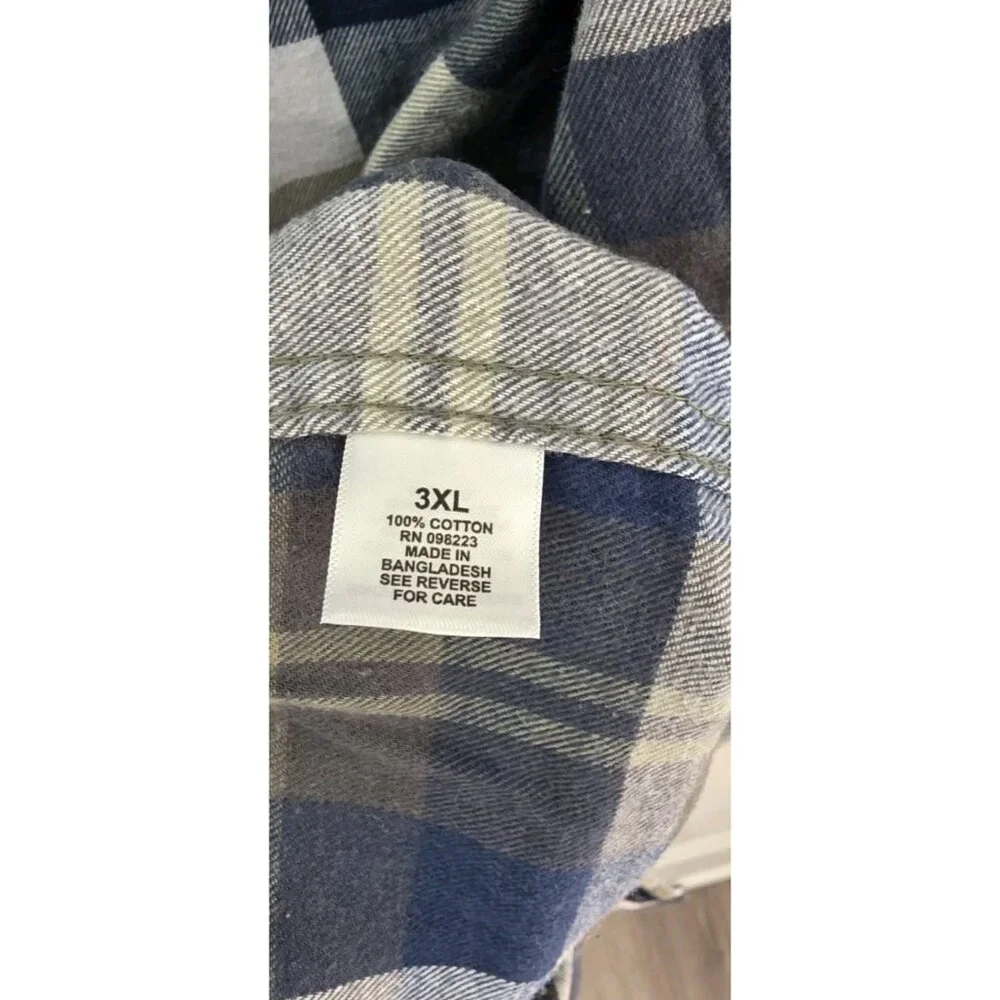 3XL
100% COTTON
RN 098223
MADE IN
BANGLADESH
SEE REVERSE
FOR CARE